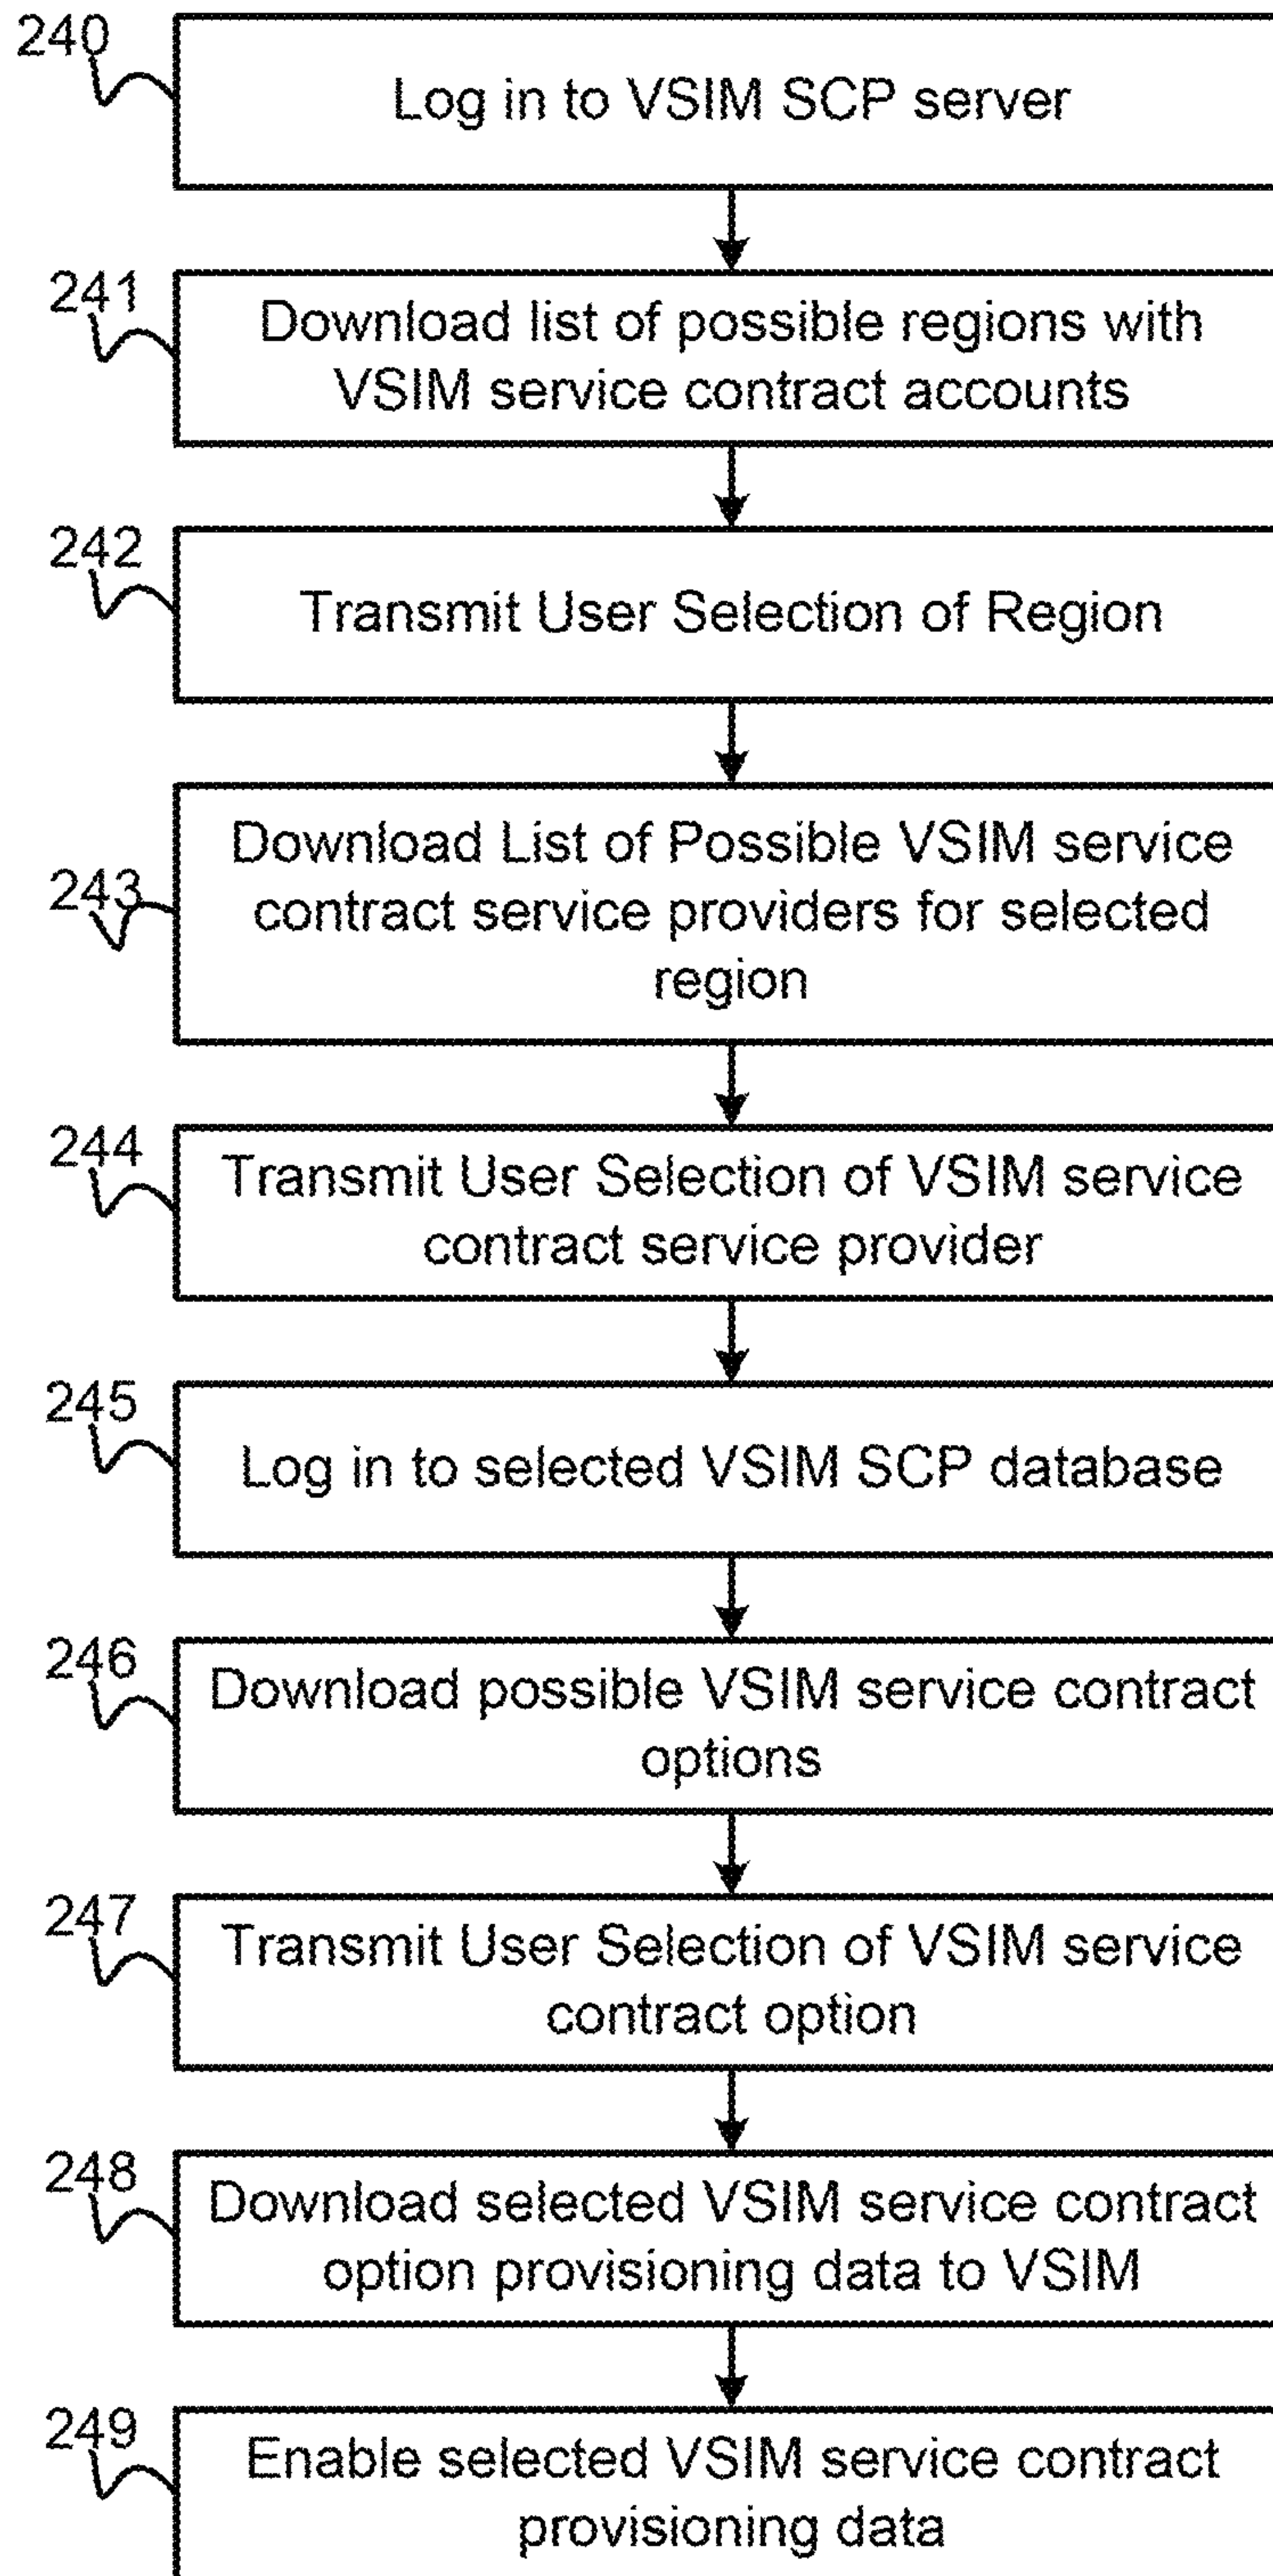 240
Log in to VSIM SCP server
241
Download list of possible regions with
VSIM service contract accounts
242
Transmit User Selection of Region
243
Download List of Possible VSIM service
contract service providers for selected
region
244
Transmit User Selection of VSIM service
contract service provider
245
Log in to selected VSIM SCP database
246
Download possible VSIM service contract
options
247
Transmit User Selection of VSIM service
contract option
248
Download selected VSIM service contract
option provisioning data to VSIM
249
Enable selected VSIM service contract
provisioning data